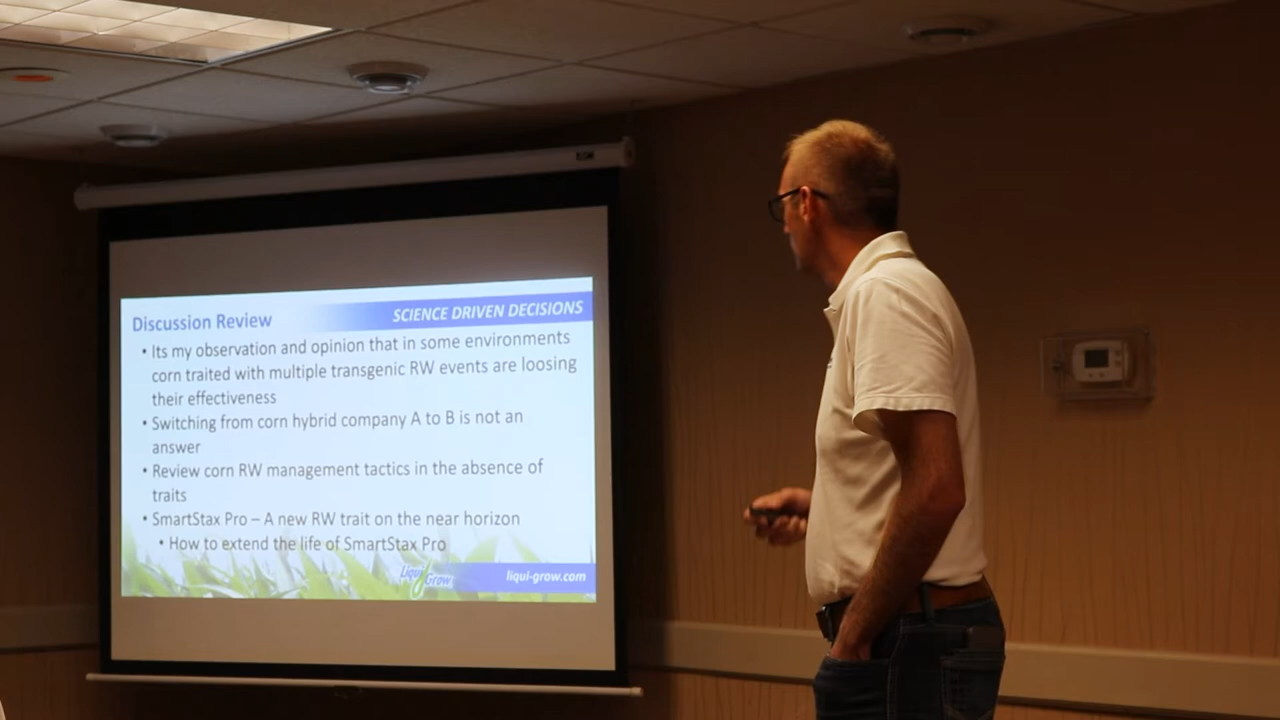 SCIENCE DRIVEN DECISIONS
Discussion Review
• Its my observation and opinion that in some environments
corn traited with multiple transgenic RW events are loosing
their effectiveness
• Switching from corn hybrid company A to B is not an
answer
• Review corn RW management tactics in the absence of
traits
• SmartStax Pro – A new RW trait on the near horizon
• How to extend the life of SmartStax Pro
Liqui Grow
liqui-grow.com